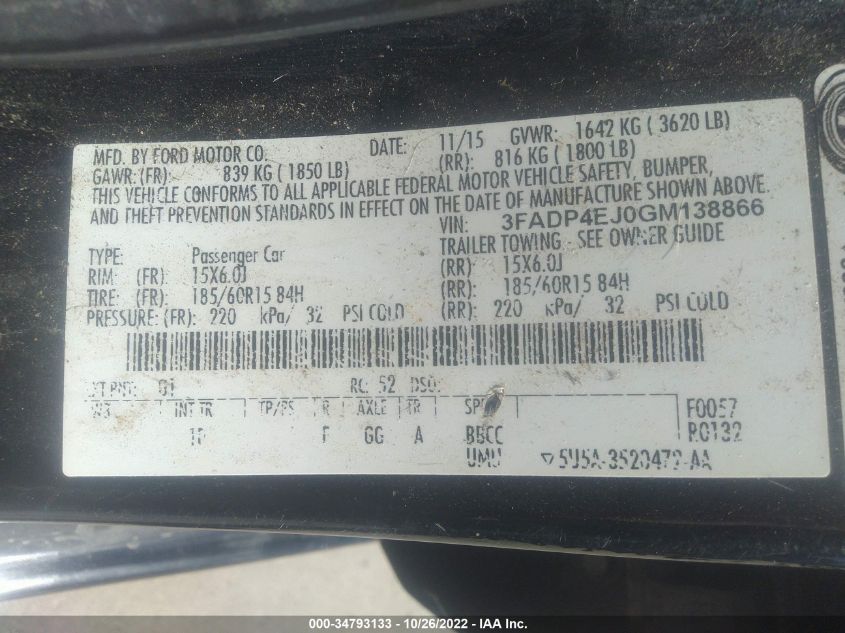 MFD. BY FORD MOTOR CO. DATE: 11/15 GVWR: 1642 KG ( 3620 LB)
GAWR: (FR): 839 KG ( 1850 LB) (RR): 816 KG ( 1800 LB)
THIS VEHICLE CONFORMS TO ALL APPLICABLE FEDERAL MOTOR VEHICLE SAFETY, BUMPER,
AND THEFT PREVENTION STANDARDS IN EFFECT ON THE DATE OF MANUFACTURE SHOWN ABOVE.
VIN: 3FADP4EJ0GM138866
TYPE: Passenger Car TRAILER TOWING - SEE OWNER GUIDE
RIM: (FR): 15X6.0J (RR): 15X6.0J
TIRE: (FR): 185/60R15 84H (RR): 185/60R15 84H
PRESSURE: (FR): 220 kPa/ 32 PSI COLD (RR): 220 kPa/ 32 PSI COLD
EXT PNT: G1 RC: 52 DSO:
INT TR TP/PS R AXLE TR F0057
F GG A BBCC R0132
UMU
000-34793133 - 10/26/2022 - IAA Inc.